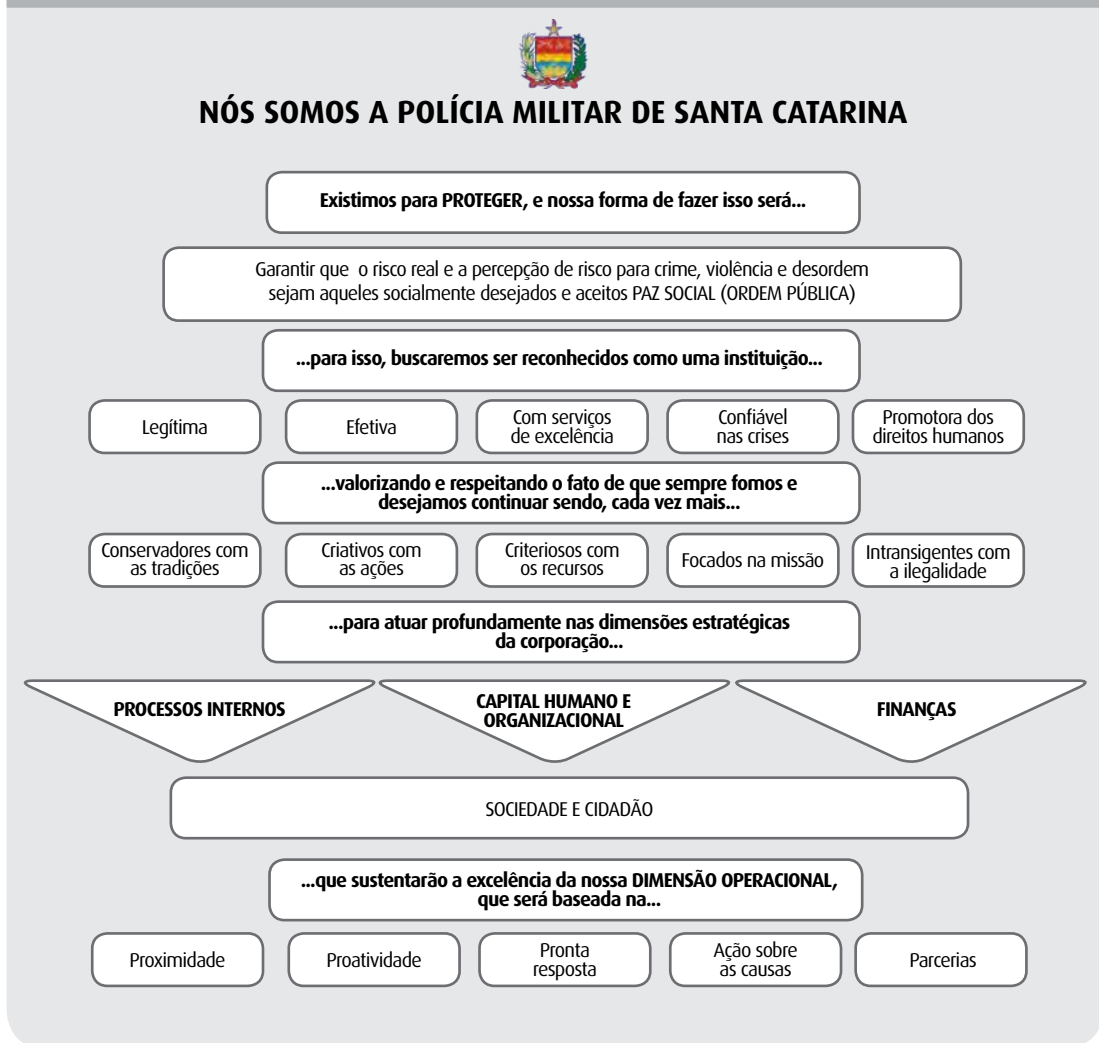 NÓS SOMOS A POLÍCIA MILITAR DE SANTA CATARINA
Existimos para PROTEGER, e nossa forma de fazer isso será...
Garantir que o risco real e a percepção de risco para crime, violência e desordem
sejam aqueles socialmente desejados e aceitos PAZ SOCIAL (ORDEM PÚBLICA)
...para isso, buscaremos ser reconhecidos como uma instituição...
Legítima
Efetiva
Com serviços
de excelência
Confiável
nas crises
Promotora dos
direitos humanos
...valorizando e respeitando o fato de que sempre fomos e
desejamos continuar sendo, cada vez mais...
Conservadores com
as tradições
Criativos com
as ações
Criteriosos com
os recursos
Focados na missão
Intransigentes com
a ilegalidade
...para atuar profundamente nas dimensões estratégicas
da corporação...
PROCESSOS INTERNOS
CAPITAL HUMANO E
ORGANIZACIONAL
FINANÇAS
SOCIEDADE E CIDADÃO
...que sustentarão a excelência da nossa DIMENSÃO OPERACIONAL,
que será baseada na...
Proximidade
Proatividade
Pronta
resposta
Ação sobre
as causas
Parcerias